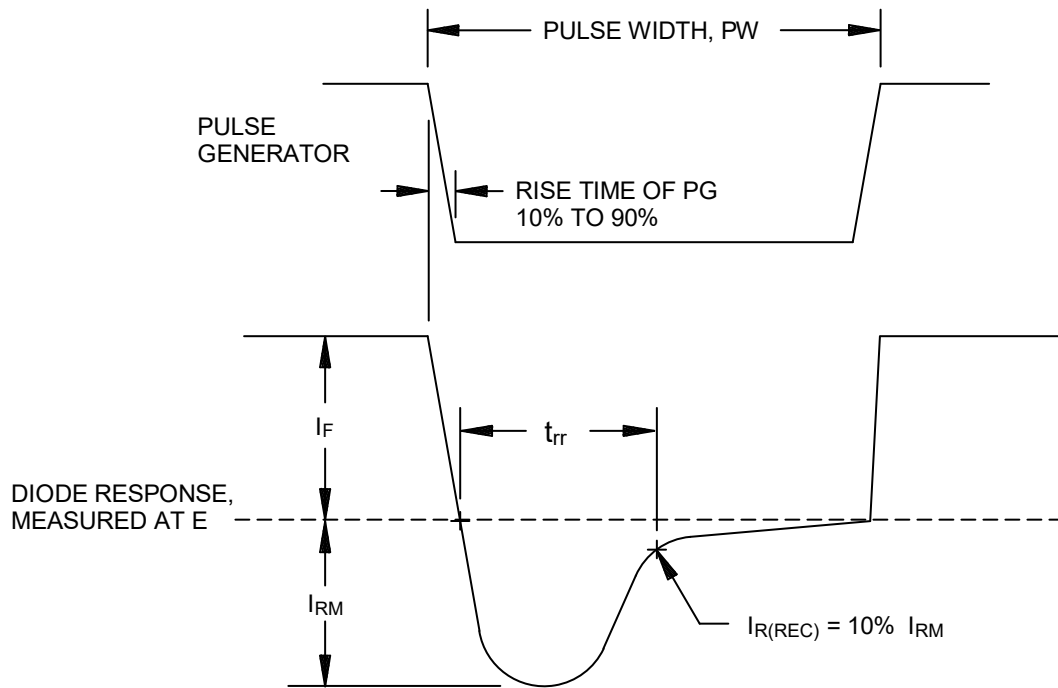 PULSE WIDTH, PW
PULSE
GENERATOR
RISE TIME OF PG
10% TO 90%
IF
trr
DIODE RESPONSE,
MEASURED AT E
IRM
IR(REC) = 10% IRM